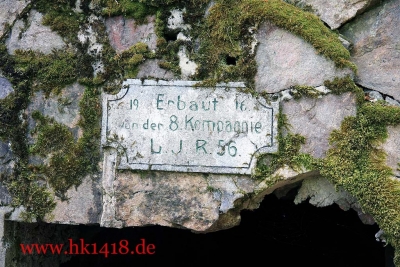 19 Erbaut 16
von der 8. Kompagnie
L.J.R. 56.
www.hk1418.de